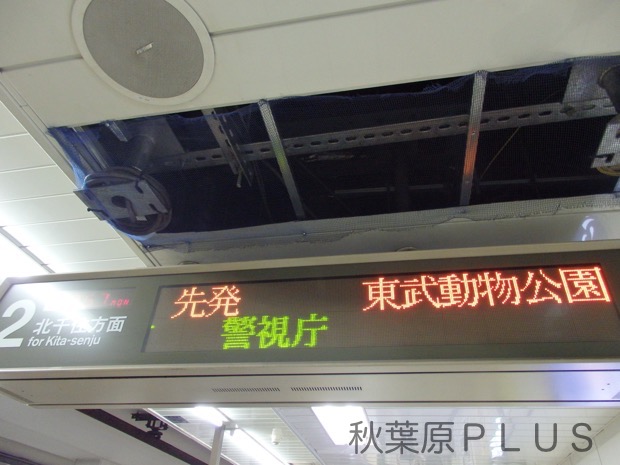 先発 東武動物公園
警視庁
2 北千住方面
for Kita-senju
秋葉原PLUS